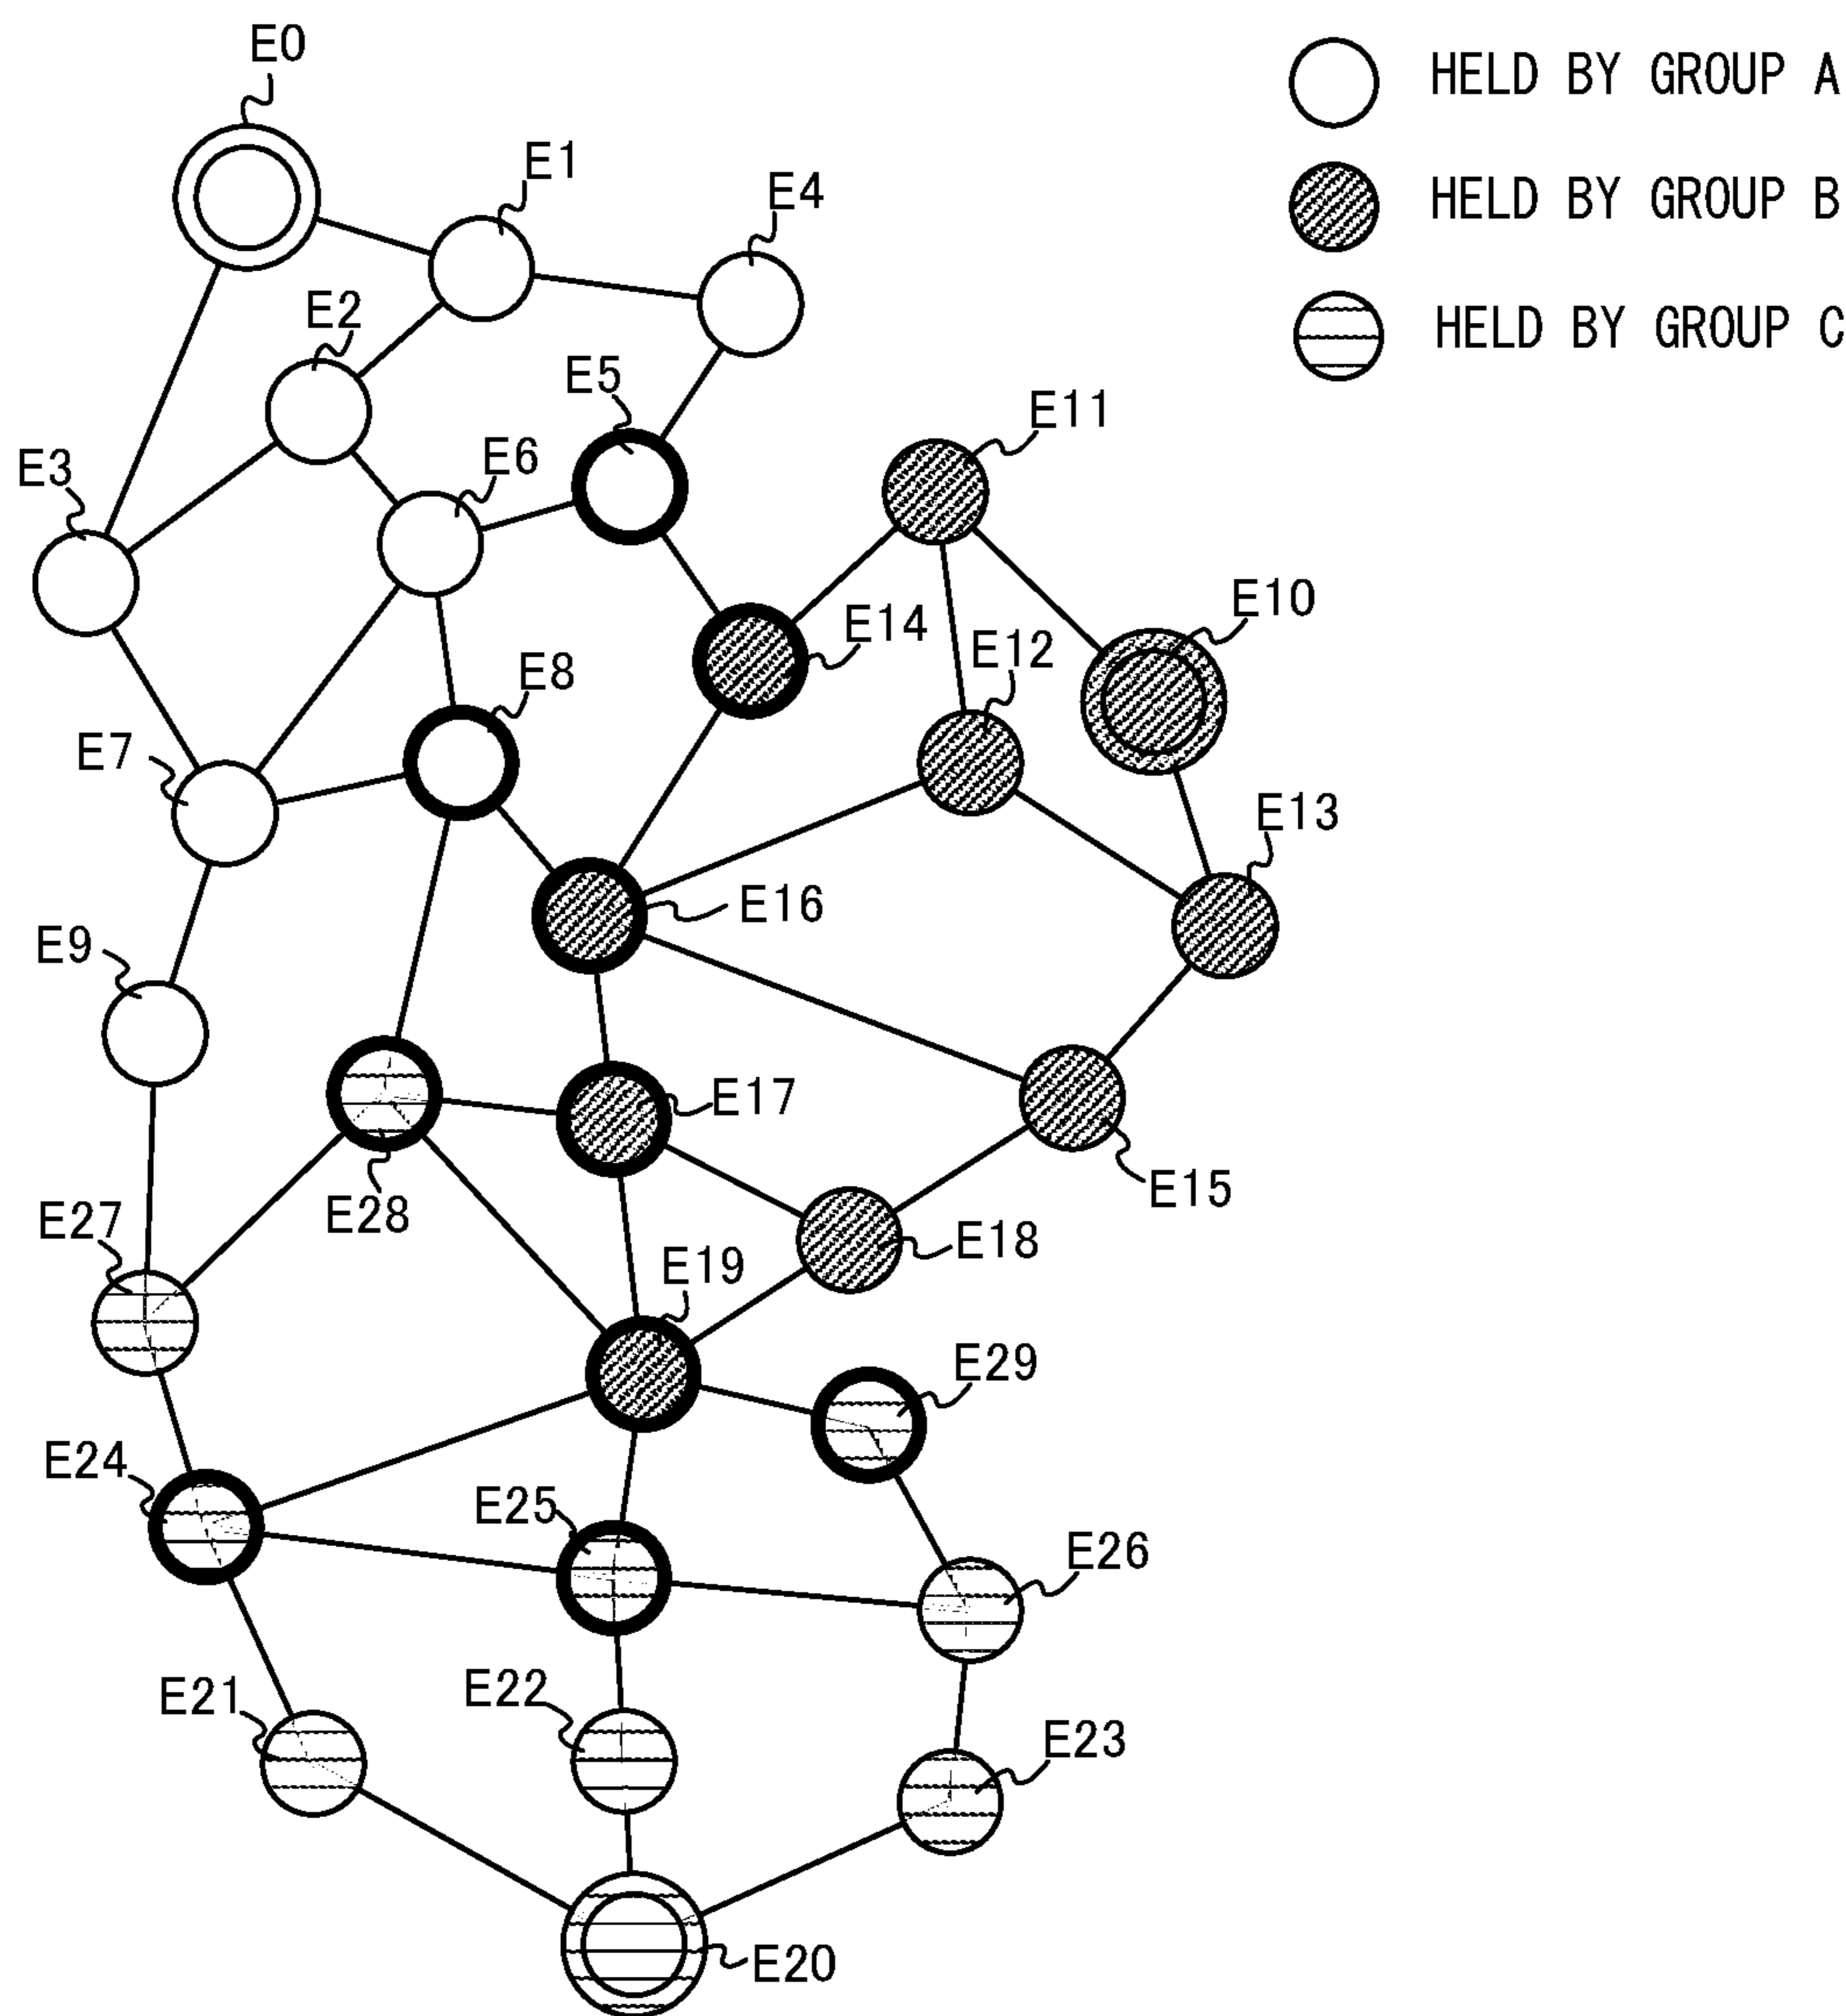 E0
HELD BY GROUP A
E1
E4
HELD BY GROUP B
E2
HELD BY GROUP C
E5
E11
E3
E6
E10
E14
E12
E8
E7
E13
E16
E9
E17
E15
E27
E28
E18
E19
E29
E24
E25
E26
E21
E22
E23
E20